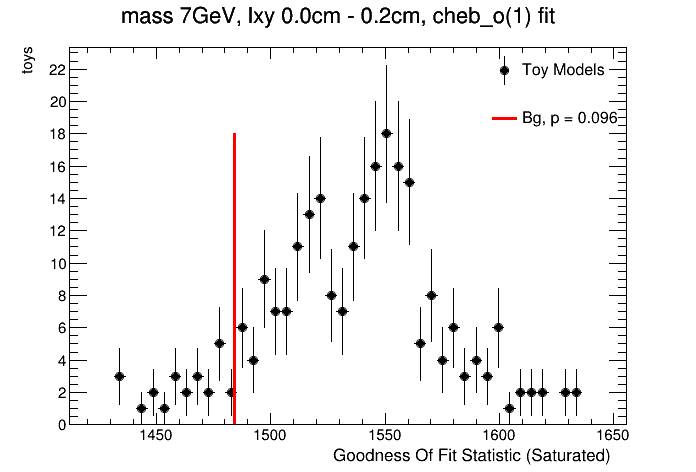 mass 7GeV, lxy 0.0cm - 0.2cm, cheb_o(1) fit
toys
22
20
18
16
14
12
10
8
6
4
2
0
Toy Models
Bg, p = 0.096
1450 1500 1550 1600 1650
Goodness Of Fit Statistic (Saturated)